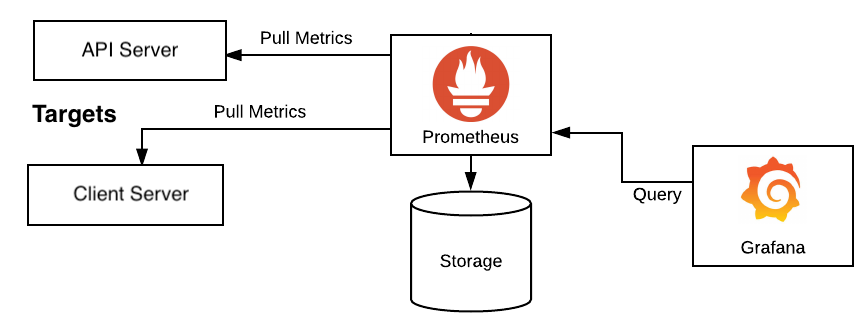 API Server
Pull Metrics
Targets
Pull Metrics
Prometheus
Client Server
Query
Grafana
Storage